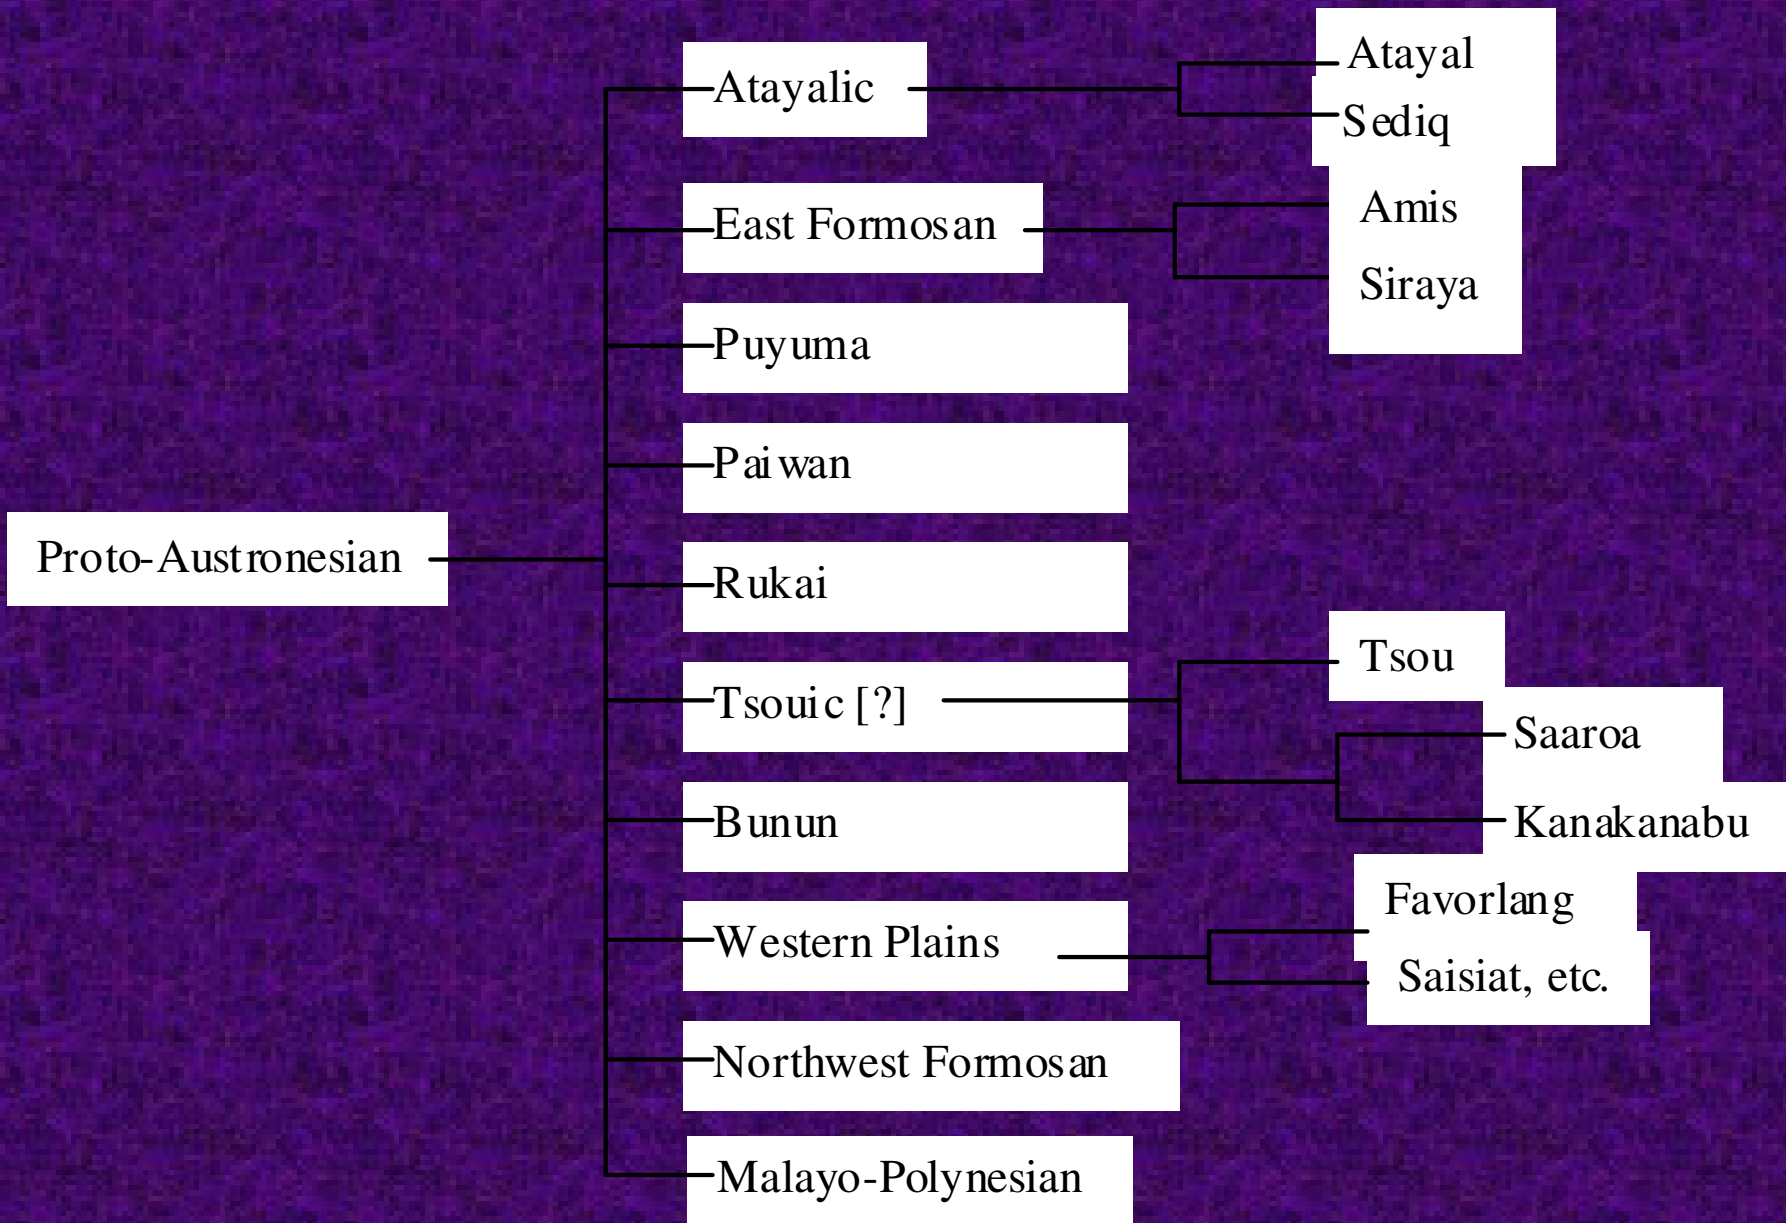 Atayal
Atayalic
Sediq
Amis
East Formosan
Siraya
Puyuma
Paiwan
Proto-Austronesian
Rukai
Tsou
Tsouic [?]
Saaroa
Bunun
Kanakanabu
Favorlang
Western Plains
Saisiat, etc.
Northwest Formosan
Malayo-Polynesian